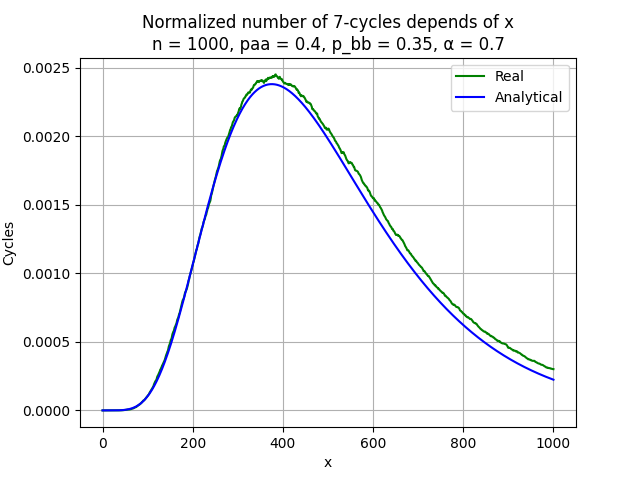 Normalized number of 7-cycles depends of x
n = 1000, paa = 0.4, p_bb = 0.35, α = 0.7
Real
Analytical
Cycles
0.0025
0.0020
0.0015
0.0010
0.0005
0.0000
0
200
400
600
800
1000
x